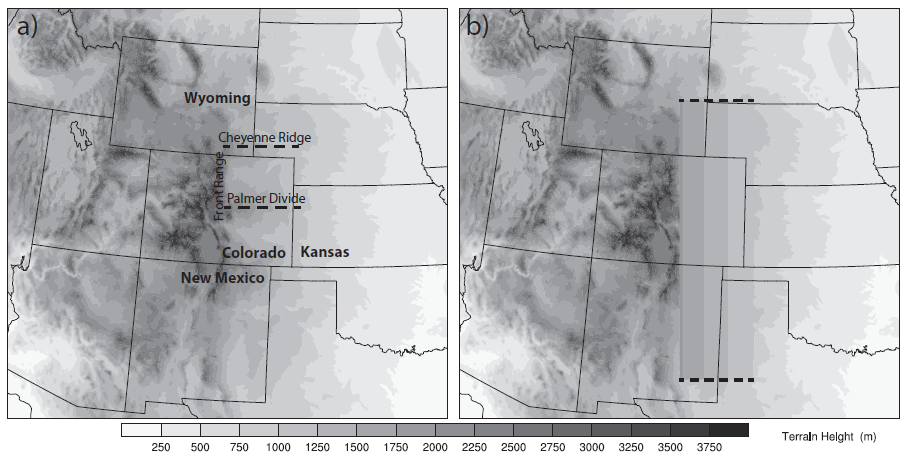 a)
b)
Wyoming
Cheyenne Ridge
Front Range
Palmer Divide
Colorado
Kansas
New Mexico
250 500 750 1000 1250 1500 1750 2000 2250 2500 2750 3000 3250 3500 3750
Terrain Height (m)